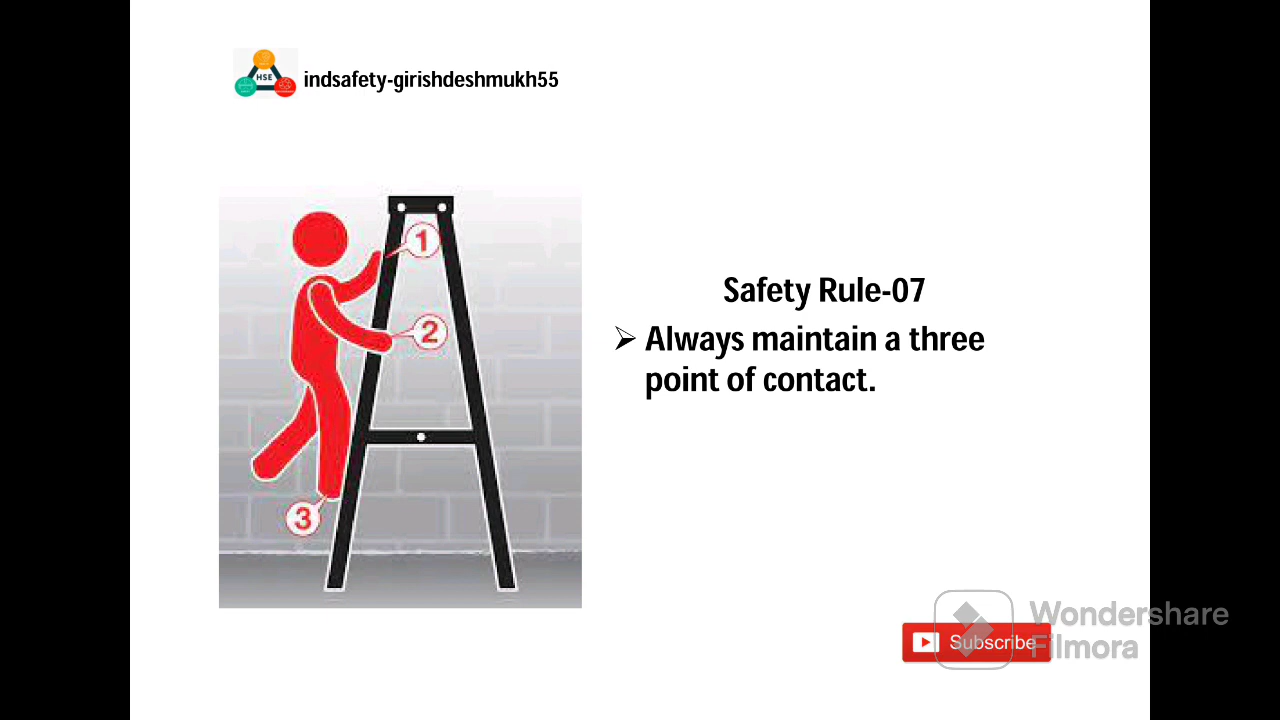 HSE
indsafety-girishdeshmukh55
1
2
3
Safety Rule-07
➢ Always maintain a three
point of contact.
Subscribe
Wondershare
Filmora